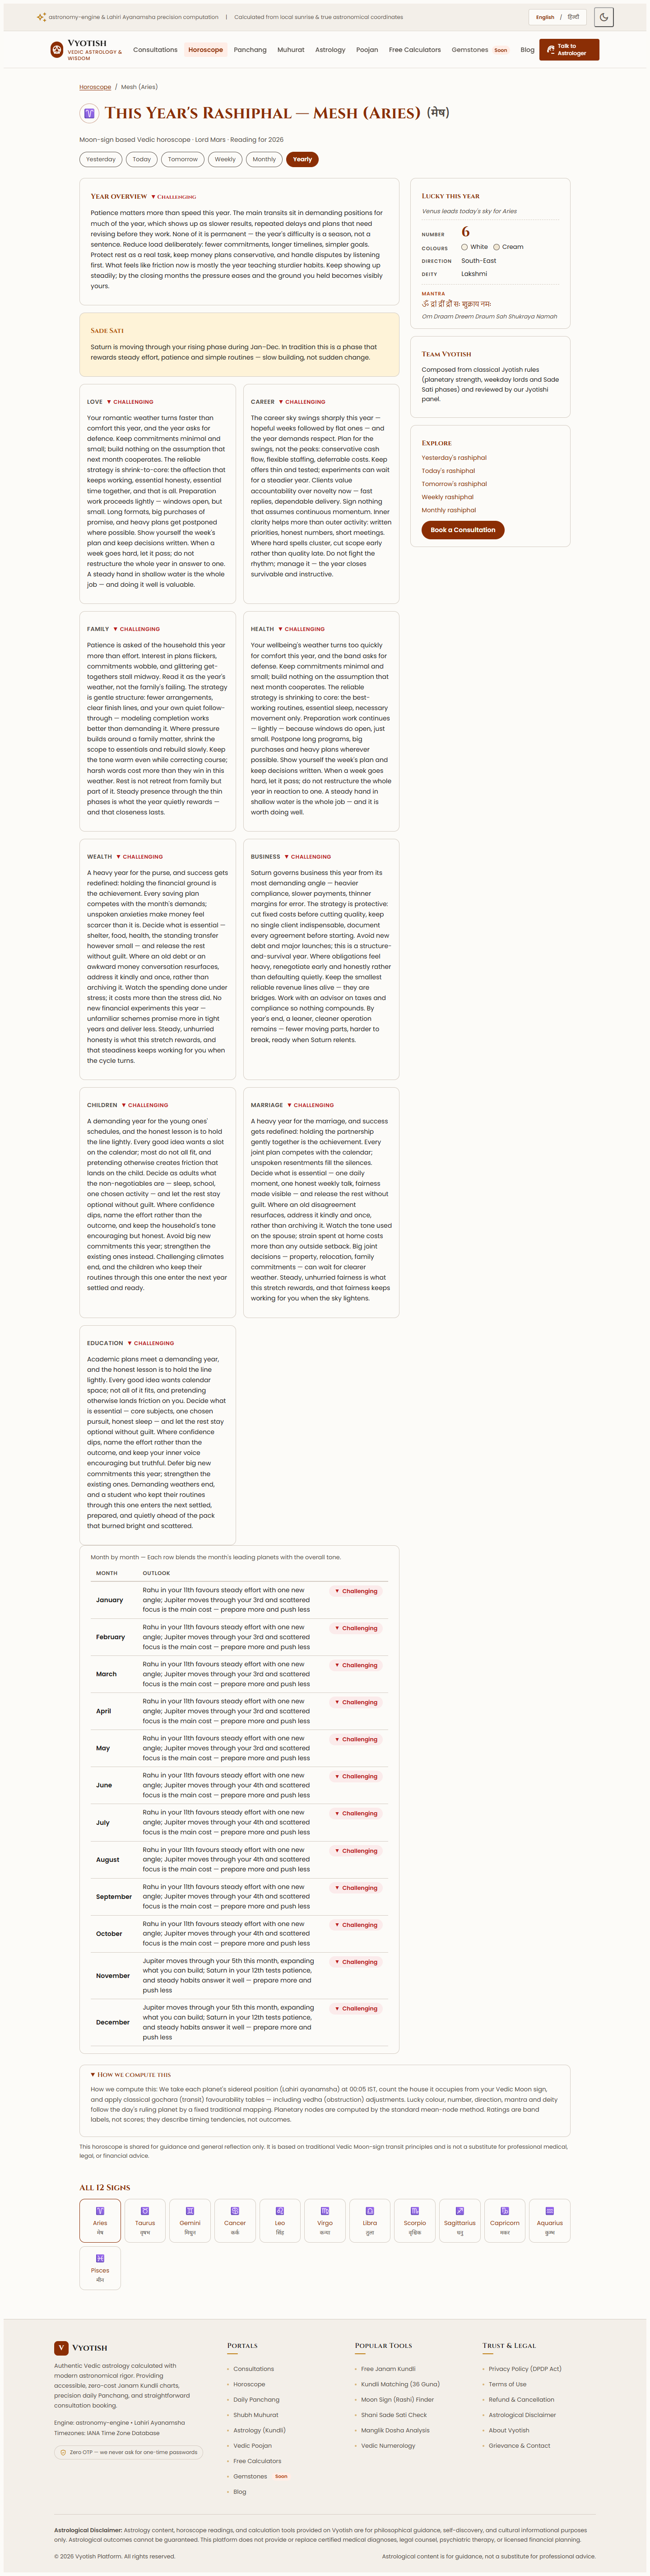 astronomy-engine & Lahiri Ayanamsha precision computation | Calculated from local sunrise & true astronomical coordinates
English / हिन्दी
Vyotish
VEDIC ASTROLOGY & WISDOM
Consultations Horoscope Panchang Muhurat Astrology Poojan Free Calculators Gemstones Soon Blog
Talk to Astrologer
Horoscope / Mesh (Aries)
This Year's Rashiphal — Mesh (Aries) (मेष)
Moon-sign based Vedic horoscope · Lord Mars · Reading for 2026
Yesterday Today Tomorrow Weekly Monthly Yearly
Year overview ▼ Challenging
Patience matters more than speed this year. The main transits sit in demanding positions for
much of the year, which shows up as slower results, repeated delays and plans that need
revising before they work. None of it is permanent — the year's difficulty is a season, not a
sentence. Reduce load deliberately: fewer commitments, longer timelines, simpler goals.
Protect rest as a real task, keep money plans conservative, and handle disputes by listening
first. What feels like friction now is mostly the year teaching sturdier habits. Keep showing up
steadily; by the closing months the pressure eases and the ground you held becomes visibly
yours.
Sade Sati
Saturn is moving through your rising phase during Jan–Dec. In tradition this is a phase that
rewards steady effort, patience and simple routines — slow building, not sudden change.
LOVE ▼ CHALLENGING
Your romantic weather turns faster than
comfort this year, and the year asks for
defence. Keep commitments minimal and
small; build nothing on the assumption that
next month cooperates. The reliable
strategy is shrink-to-core: the affection that
keeps working, essential honesty, essential
time together, and that is all. Preparation
work proceeds lightly — windows open, but
small. Long formats, big purchases of
promise, and heavy plans get postponed
where possible. Show yourself the week's
plan and keep decisions written. When a
week goes hard, let it pass; do not
restructure the whole year in answer to one.
A steady hand in shallow water is the whole
job — and doing it well is valuable.
CAREER ▼ CHALLENGING
The career sky swings sharply this year —
hopeful weeks followed by flat ones — and
the year demands respect. Plan for the
swings, not the peaks: conservative cash
flow, flexible staffing, deferrable costs. Keep
offers thin and tested; experiments can wait
for a steadier year. Clients value
accountability over novelty now — fast
replies, dependable delivery. Sign nothing
that assumes continuous momentum. Inner
clarity helps more than outer activity: written
priorities, honest numbers, short meetings.
Where hard spells cluster, cut scope early
rather than quality late. Do not fight the
rhythm; manage it — the year closes
survivable and instructive.
FAMILY ▼ CHALLENGING
Patience is asked of the household this year
more than effort. Interest in plans flickers,
commitments wobble, and glittering get-
togethers stall midway. Read it as the year's
weather, not the family's failing. The strategy
is gentle structure: fewer arrangements,
clear finish lines, and your own quiet follow-
through — modeling completion works
better than demanding it. Where pressure
builds around a family matter, shrink the
scope to essentials and rebuild slowly. Keep
the tone warm even while correcting course;
harsh words cost more than they win in this
weather. Rest is not retreat from family but
part of it. Steady presence through the thin
phases is what the year quietly rewards —
and that closeness lasts.
HEALTH ▼ CHALLENGING
Your wellbeing's weather turns too quickly
for comfort this year, and the band asks for
defense. Keep commitments minimal and
small; build nothing on the assumption that
next month cooperates. The reliable
strategy is shrinking to core: the best-
working routines, essential sleep, necessary
movement only. Preparation work continues
— lightly — because windows do open, just
small. Postpone long programs, big
purchases and heavy plans wherever
possible. Show yourself the week's plan and
keep decisions written. When a week goes
hard, let it pass; do not restructure the whole
year in reaction to one. A steady hand in
shallow water is the whole job — and it is
worth doing well.
WEALTH ▼ CHALLENGING
A heavy year for the purse, and success gets
redefined: holding the financial ground is
the achievement. Every saving plan
competes with the month's demands;
unspoken anxieties make money feel
scarcer than it is. Decide what is essential —
shelter, food, health, the standing transfer
however small — and release the rest
without guilt. Where an old debt or an
awkward money conversation resurfaces,
address it kindly and once, rather than
archiving it. Watch the spending done under
stress; it costs more than the stress did. No
new financial experiments this year —
unfamiliar schemes promise more in tight
years and deliver less. Steady, unhurried
honesty is what this stretch rewards, and
that steadiness keeps working for you when
the cycle turns.
BUSINESS ▼ CHALLENGING
Saturn governs business this year from its
most demanding angle — heavier
compliance, slower payments, thinner
margins for error. The strategy is protective:
cut fixed costs before cutting quality, keep
no single client indispensable, document
every agreement before starting. Avoid new
debt and major launches; this is a structure-
and-survival year. Where obligations feel
heavy, renegotiate early and honestly rather
than defaulting quietly. Keep the smallest
reliable revenue lines alive — they are
bridges. Work with an advisor on taxes and
compliance so nothing compounds. By
year's end, a leaner, cleaner operation
remains — fewer moving parts, harder to
break, ready when Saturn relents.
CHILDREN ▼ CHALLENGING
A demanding year for the young ones'
schedules, and the honest lesson is to hold
the line lightly. Every good idea wants a slot
on the calendar; most do not all fit, and
pretending otherwise creates friction that
lands on the child. Decide as adults what
the non-negotiables are — sleep, school,
one chosen activity — and let the rest stay
optional without guilt. Where confidence
dips, name the effort rather than the
outcome, and keep the household's tone
encouraging but honest. Avoid big new
commitments this year; strengthen the
existing ones instead. Challenging climates
end, and the children who keep their
routines through this one enter the next year
settled and ready.
MARRIAGE ▼ CHALLENGING
A heavy year for the marriage, and success
gets redefined: holding the partnership
gently together is the achievement. Every
joint plan competes with the calendar;
unspoken resentments fill the silences.
Decide what is essential — one daily
moment, one honest weekly talk, fairness
made visible — and release the rest without
guilt. Where an old disagreement
resurfaces, address it kindly and once,
rather than archiving it. Watch the tone used
on the spouse; strain spent at home costs
more than any outside setback. Big joint
decisions — property, relocation, family
commitments — can wait for clearer
weather. Steady, unhurried fairness is what
this stretch rewards, and that fairness keeps
working for you when the sky lightens.
EDUCATION ▼ CHALLENGING
Academic plans meet a demanding year,
and the honest lesson is to hold the line
lightly. Every good idea wants calendar
space; not all of it fits, and pretending
otherwise lands friction on you. Decide what
is essential — core subjects, one chosen
pursuit, honest sleep — and let the rest stay
optional without guilt. Where confidence
dips, name the effort rather than the
outcome, and keep your inner voice
encouraging but truthful. Defer big new
commitments this year; strengthen the
existing ones. Demanding weathers end,
and a student who kept their routines
through this one enters the next settled,
prepared, and quietly ahead of the pack
that burned bright and scattered.
Month by month — Each row blends the month's leading planets with the overall tone.
MONTH OUTLOOK
January Rahu in your 11th favours steady effort with one new
angle; Jupiter moves through your 3rd and scattered
focus is the main cost — prepare more and push less
▼ Challenging
February Rahu in your 11th favours steady effort with one new
angle; Jupiter moves through your 3rd and scattered
focus is the main cost — prepare more and push less
▼ Challenging
March Rahu in your 11th favours steady effort with one new
angle; Jupiter moves through your 3rd and scattered
focus is the main cost — prepare more and push less
▼ Challenging
April Rahu in your 11th favours steady effort with one new
angle; Jupiter moves through your 3rd and scattered
focus is the main cost — prepare more and push less
▼ Challenging
May Rahu in your 11th favours steady effort with one new
angle; Jupiter moves through your 3rd and scattered
focus is the main cost — prepare more and push less
▼ Challenging
June Rahu in your 11th favours steady effort with one new
angle; Jupiter moves through your 4th and scattered
focus is the main cost — prepare more and push less
▼ Challenging
July Rahu in your 11th favours steady effort with one new
angle; Jupiter moves through your 4th and scattered
focus is the main cost — prepare more and push less
▼ Challenging
August Rahu in your 11th favours steady effort with one new
angle; Jupiter moves through your 4th and scattered
focus is the main cost — prepare more and push less
▼ Challenging
September Rahu in your 11th favours steady effort with one new
angle; Jupiter moves through your 4th and scattered
focus is the main cost — prepare more and push less
▼ Challenging
October Rahu in your 11th favours steady effort with one new
angle; Jupiter moves through your 4th and scattered
focus is the main cost — prepare more and push less
▼ Challenging
November Jupiter moves through your 5th this month, expanding
what you can build; Saturn in your 12th tests patience,
and steady habits answer it well — prepare more and
push less
▼ Challenging
December Jupiter moves through your 5th this month, expanding
what you can build; Saturn in your 12th tests patience,
and steady habits answer it well — prepare more and
push less
▼ Challenging
Lucky this year
Venus leads today's sky for Aries
NUMBER 6
COLOURS White Cream
DIRECTION South-East
DEITY Lakshmi
MANTRA
ॐ द्रां द्रीं द्रौं सः शुक्राय नमः
Om Draam Dreem Draum Sah Shukraya Namah
Team Vyotish
Composed from classical Jyotish rules
(planetary strength, weekday lords and Sade
Sati phases) and reviewed by our Jyotishi
panel.
Explore
Yesterday's rashiphal
Today's rashiphal
Tomorrow's rashiphal
Weekly rashiphal
Monthly rashiphal
Book a Consultation
▼ How we compute this
How we compute this: We take each planet's sidereal position (Lahiri ayanamsha) at 00:05 IST, count the house it occupies from your Vedic Moon sign,
and apply classical gochara (transit) favourability tables — including vedha (obstruction) adjustments. Lucky colour, number, direction, mantra and deity
follow the day's ruling planet by a fixed traditional mapping. Planetary nodes are computed by the standard mean-node method. Ratings are band
labels, not scores; they describe timing tendencies, not outcomes.
This horoscope is shared for guidance and general reflection only. It is based on traditional Vedic Moon-sign transit principles and is not a substitute for professional medical,
legal, or financial advice.
All 12 Signs
Aries Taurus Gemini Cancer Leo Virgo Libra Scorpio Sagittarius Capricorn Aquarius
मेष वृषभ मिथुन कर्क सिंह कन्या तुला वृश्चिक धनु मकर कुम्भ
Pisces
मीन
V Vyotish
Authentic Vedic astrology calculated with
modern astronomical rigor. Providing
accessible, zero-cost Janam Kundli charts,
precision daily Panchang, and straightforward
consultation booking.
Engine: astronomy-engine • Lahiri Ayanamsa
Timezones: IANA Time Zone Database
Zero OTP — we never ask for one-time passwords
Portals
Consultations
Horoscope
Daily Panchang
Shubh Muhurat
Astrology (Kundli)
Vedic Poojan
Free Calculators
Gemstones Soon
Blog
Popular Tools
Free Janam Kundli
Kundli Matching (36 Guna)
Moon Sign (Rashi) Finder
Shani Sade Sati Check
Manglik Dosha Analysis
Vedic Numerology
Trust & Legal
Privacy Policy (DPDP Act)
Terms of Use
Refund & Cancellation
Astrological Disclaimer
About Vyotish
Grievance & Contact
Astrological Disclaimer: Astrology content, horoscope readings, and calculation tools provided on Vyotish are for philosophical guidance, self-discovery, and cultural informational purposes
only. Astrological outcomes cannot be guaranteed. This platform does not provide or replace certified medical diagnoses, legal counsel, psychiatric therapy, or licensed financial planning.
© 2026 Vyotish Platform. All rights reserved.
Astrological content is for guidance, not a substitute for professional advice.